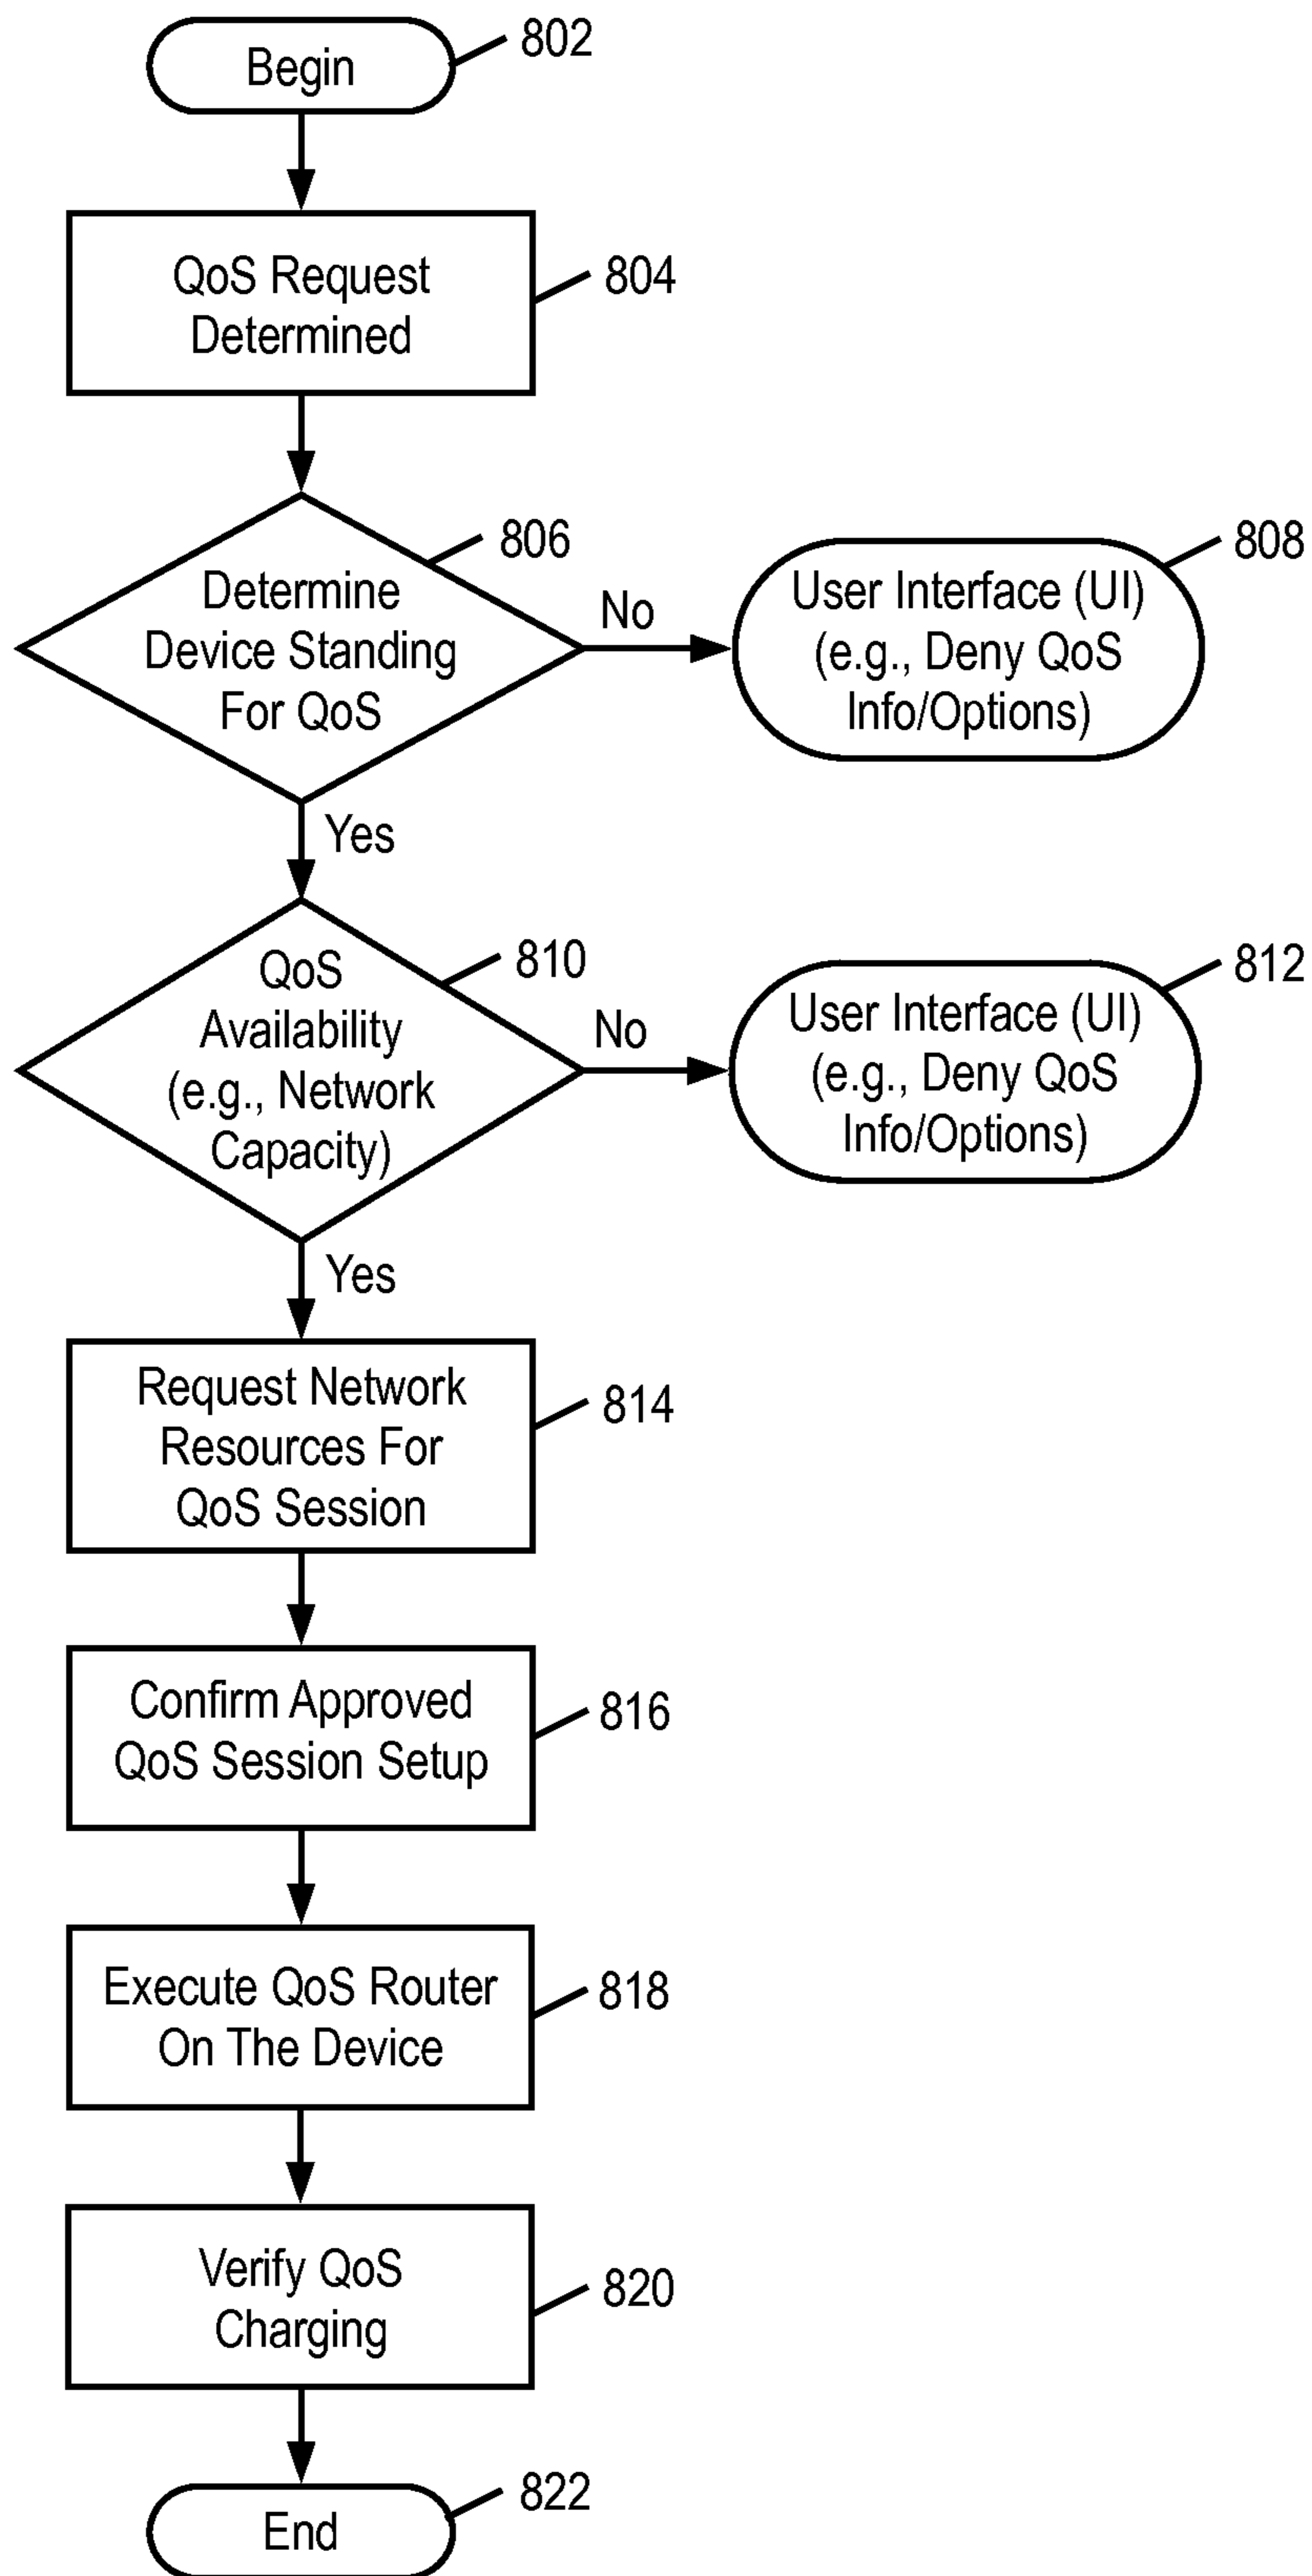 Begin
802
QoS Request
Determined
804
806
Determine
Device Standing
For QoS
No
User Interface (UI)
(e.g., Deny QoS
Info/Options)
808
Yes
810
QoS
Availability
(e.g., Network
Capacity)
No
User Interface (UI)
(e.g., Deny QoS
Info/Options)
812
Yes
Request Network
Resources For
QoS Session
814
Confirm Approved
QoS Session Setup
816
Execute QoS Router
On The Device
818
Verify QoS
Charging
820
End
822